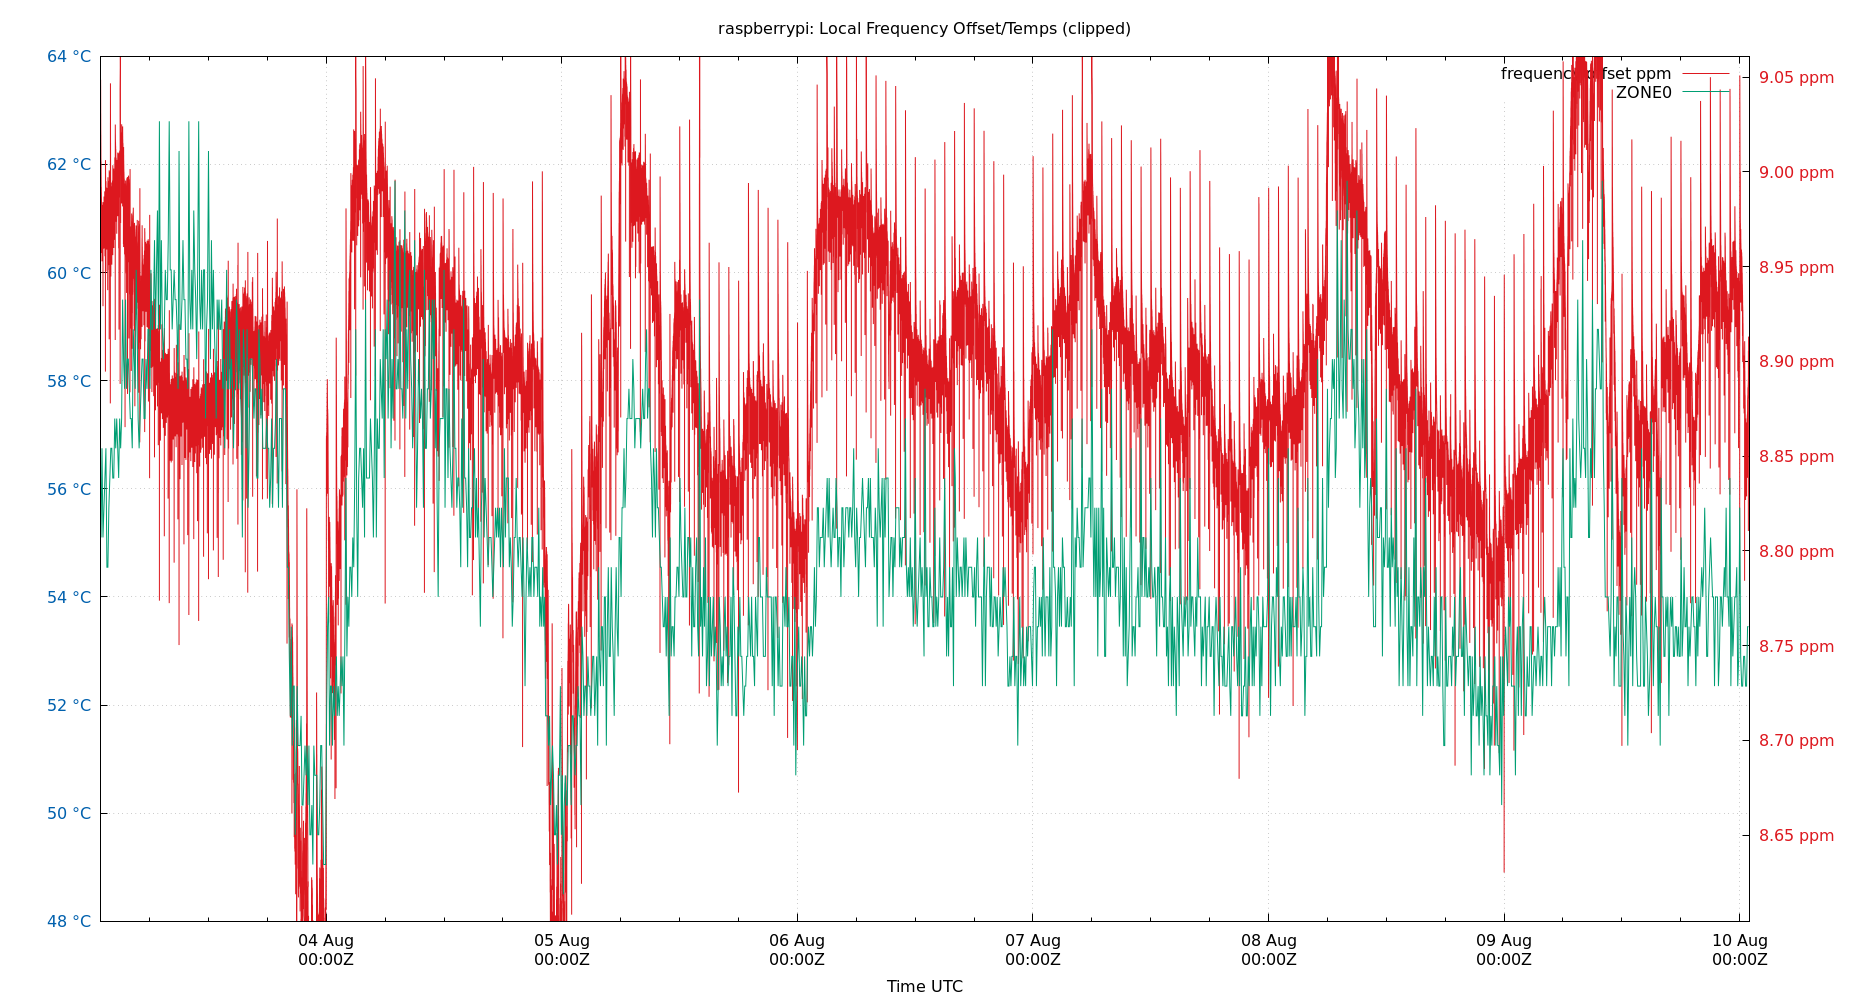 raspberrypi: Local Frequency Offset/Temps (clipped)
64 °C
62 °C
60 °C
58 °C
56 °C
54 °C
52 °C
50 °C
48 °C
frequency offset ppm
ZONE0
9.05 ppm
9.00 ppm
8.95 ppm
8.90 ppm
8.85 ppm
8.80 ppm
8.75 ppm
8.70 ppm
8.65 ppm
04 Aug
00:00Z
05 Aug
00:00Z
06 Aug
00:00Z
07 Aug
00:00Z
08 Aug
00:00Z
09 Aug
00:00Z
10 Aug
00:00Z
Time UTC